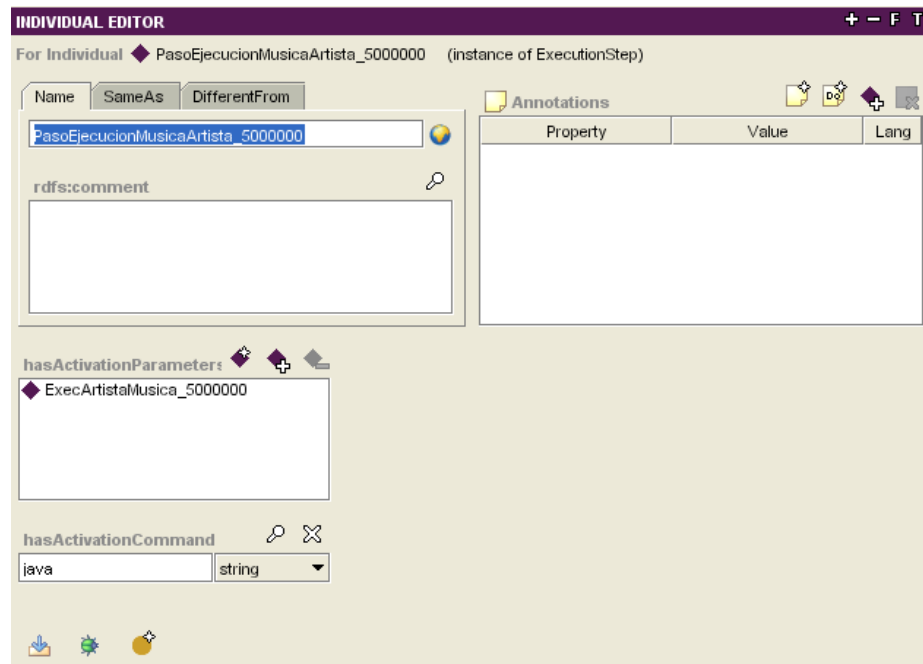 INDIVIDUAL EDITOR + − F T
For Individual PasoEjecucionMusicaArtista_5000000 (instance of ExecutionStep)
Name SameAs DifferentFrom
Annotations
PasoEjecucionMusicaArtista_5000000
Property Value Lang
rdfs:comment
hasActivationParameters
ExecArtistaMusica_5000000
hasActivationCommand
java string